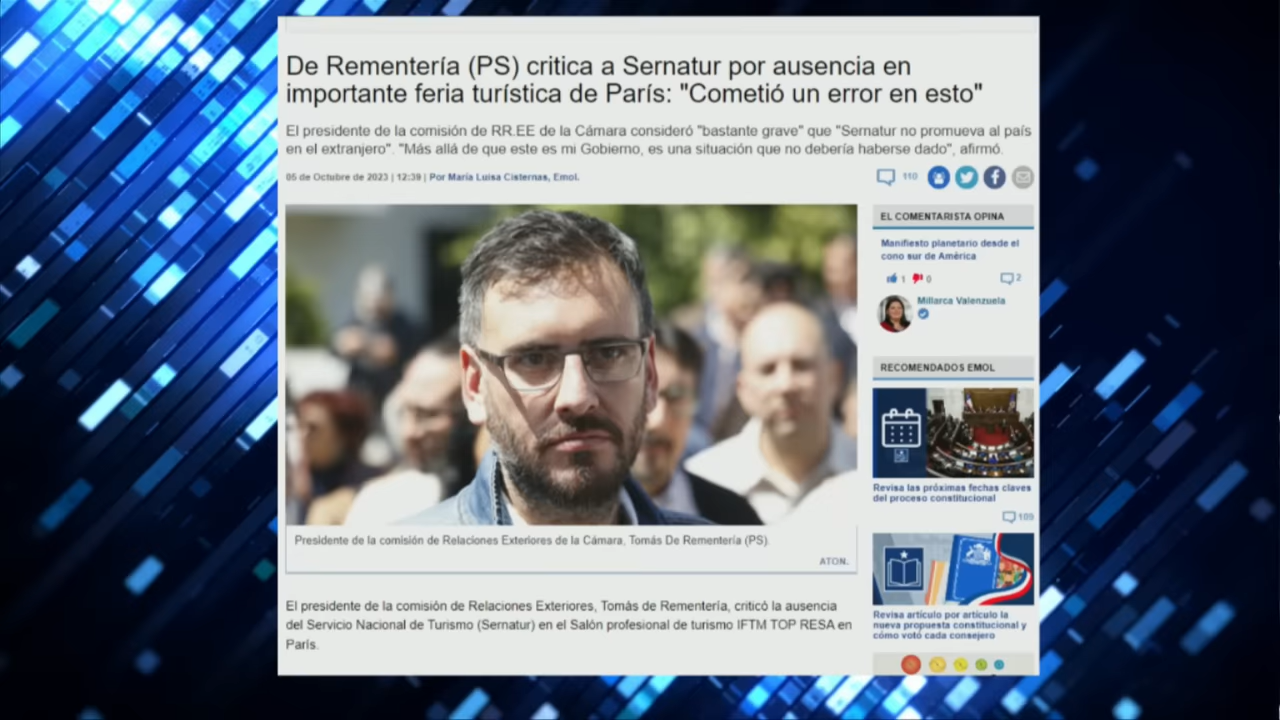 De Rementería (PS) critica a Sernatur por ausencia en
importante feria turística de París: "Cometió un error en esto"
El presidente de la comisión de RR.EE de la Cámara consideró "bastante grave" que "Sernatur no promueva al país
en el extranjero". "Más allá de que este es mi Gobierno, es una situación que no debería haberse dado", afirmó.
05 de Octubre de 2023 | 12:39 | Por María Luisa Cisternas, Emol.
110
Presidente de la comisión de Relaciones Exteriores de la Cámara, Tomás De Rementería (PS).
ATON.
El presidente de la comisión de Relaciones Exteriores, Tomás de Rementería, criticó la ausencia
del Servicio Nacional de Turismo (Sernatur) en el Salón profesional de turismo IFTM TOP RESA en
París.
EL COMENTARISTA OPINA
Manifiesto planetario desde el
cono sur de América
1 0 2
Millarca Valenzuela
RECOMENDADOS EMOL
Revisa las próximas fechas claves
del proceso constitucional
109
Revisa artículo por artículo la
nueva propuesta constitucional y
cómo votó cada consejero